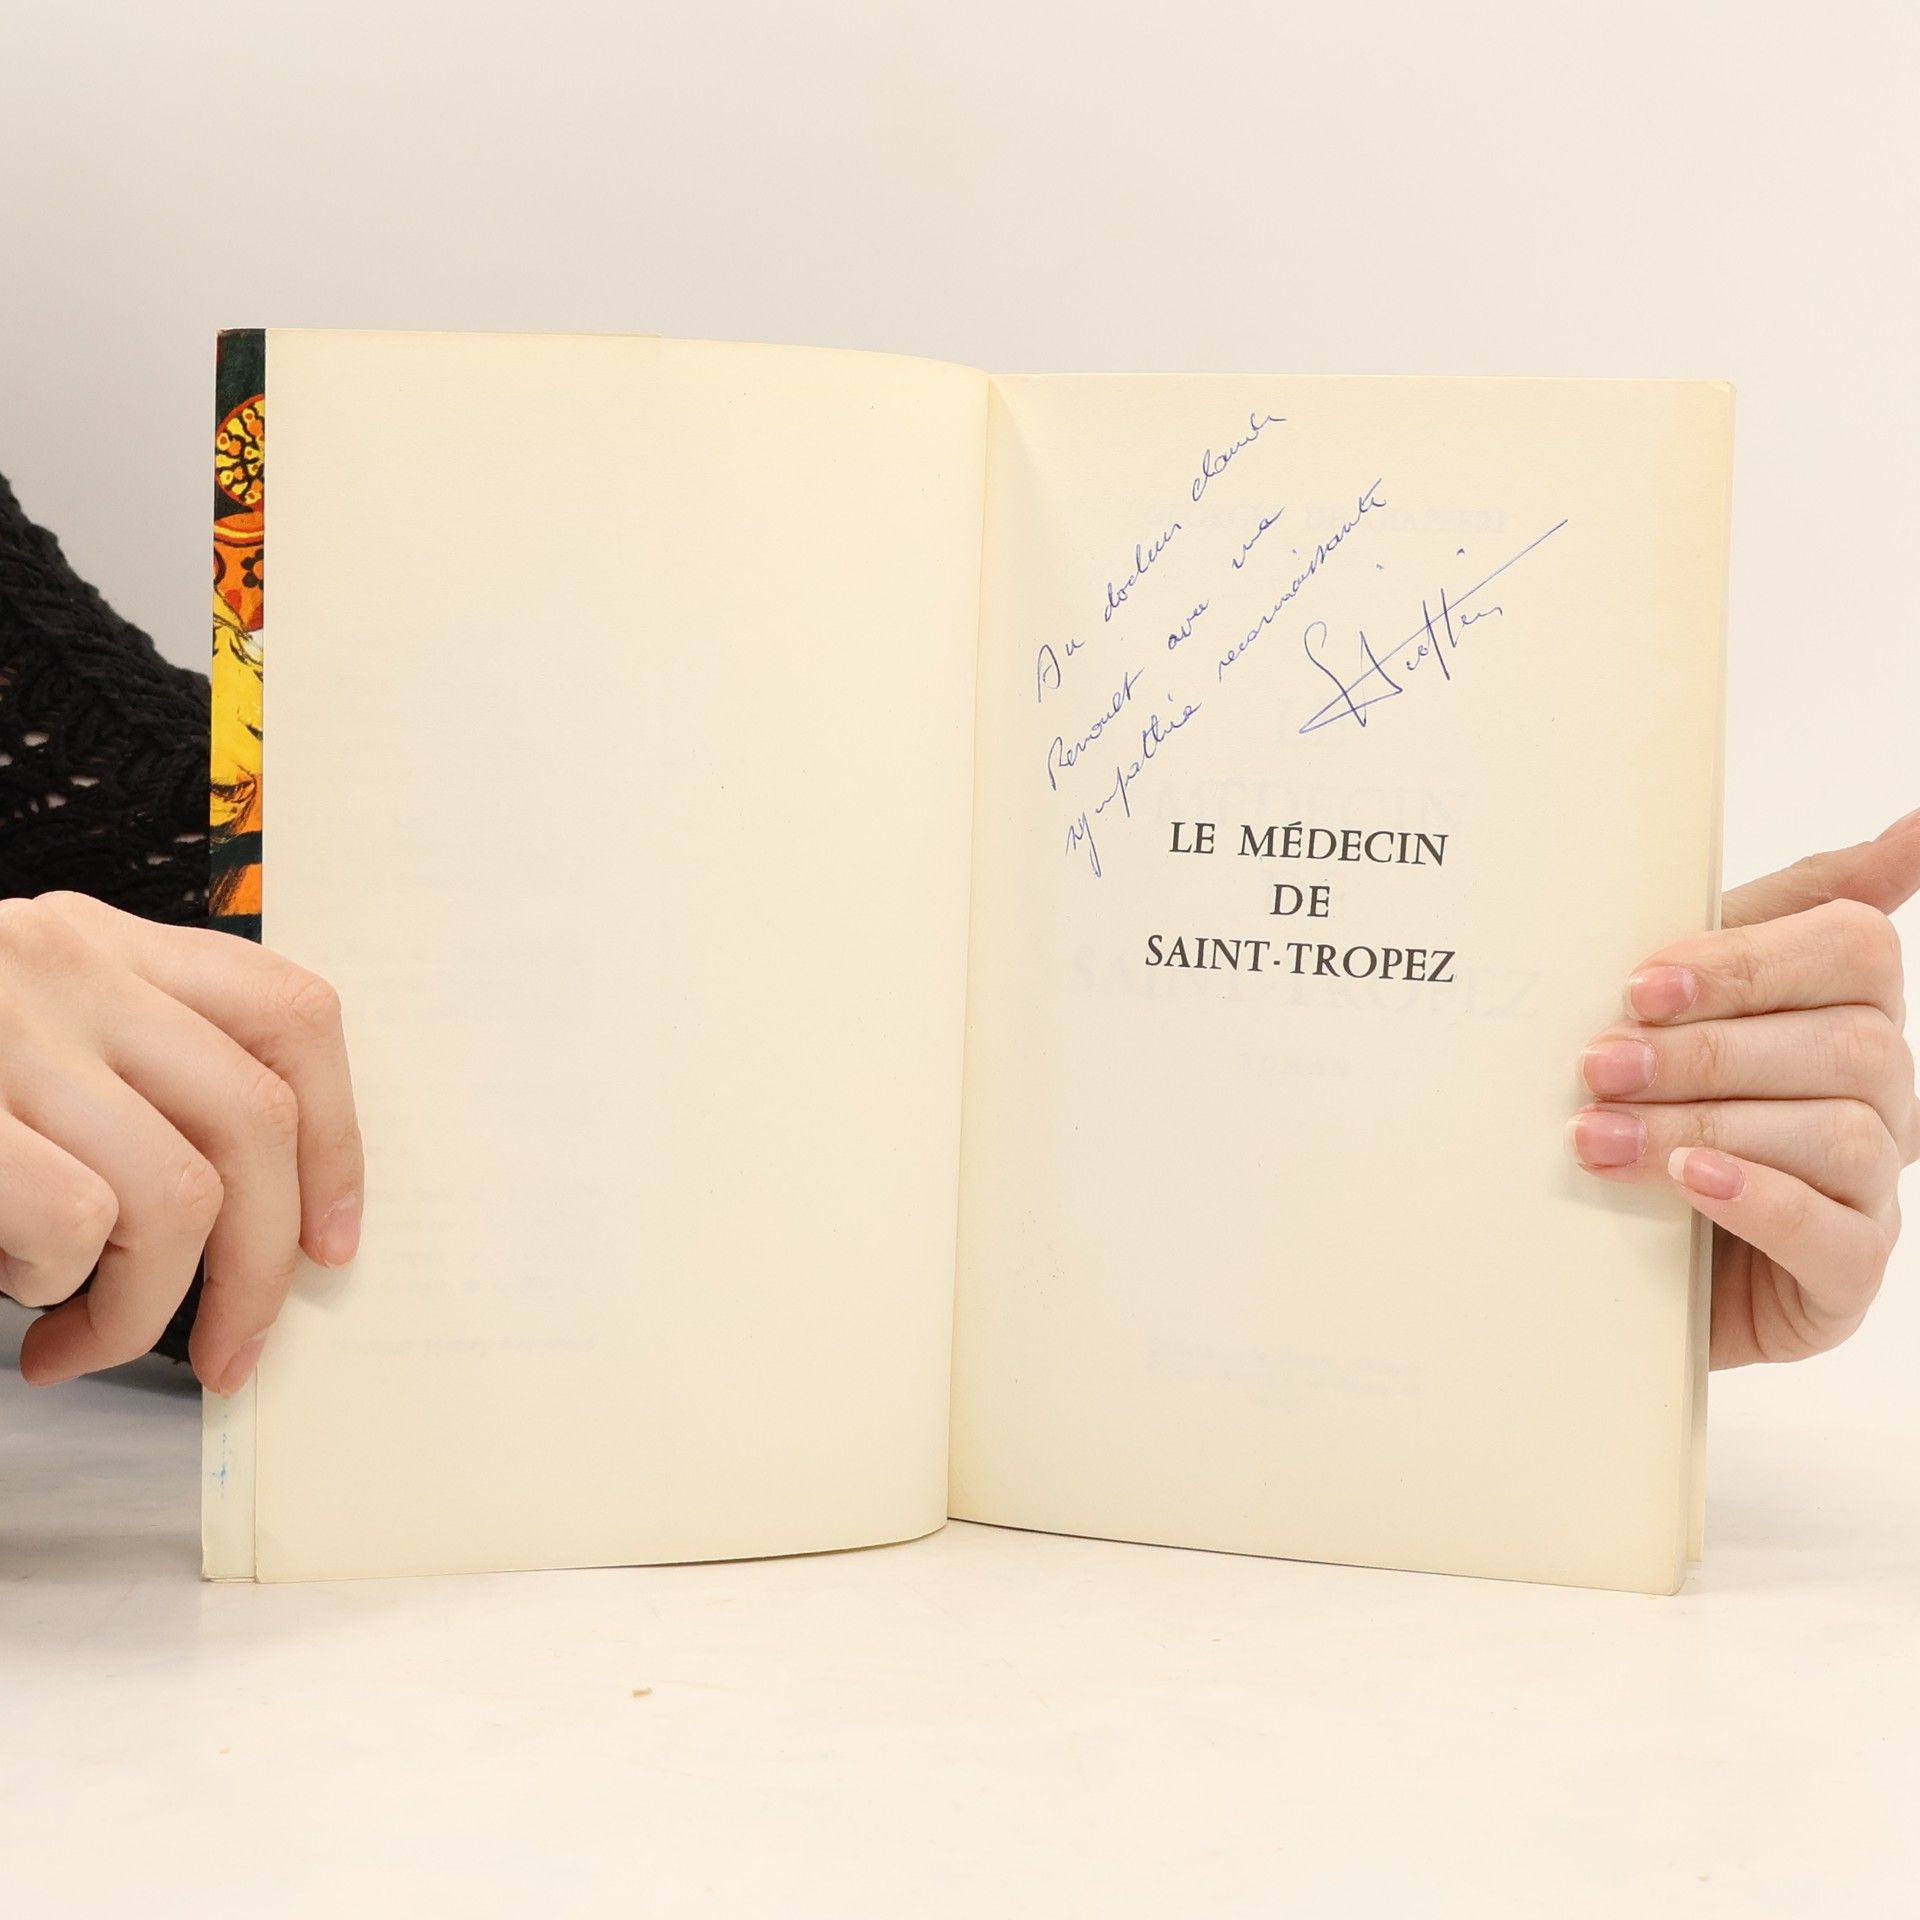 Au docteur claude
Renoult avec ma
sympathie reconnaissante
LE MÉDECIN
DE
SAINT-TROPEZ